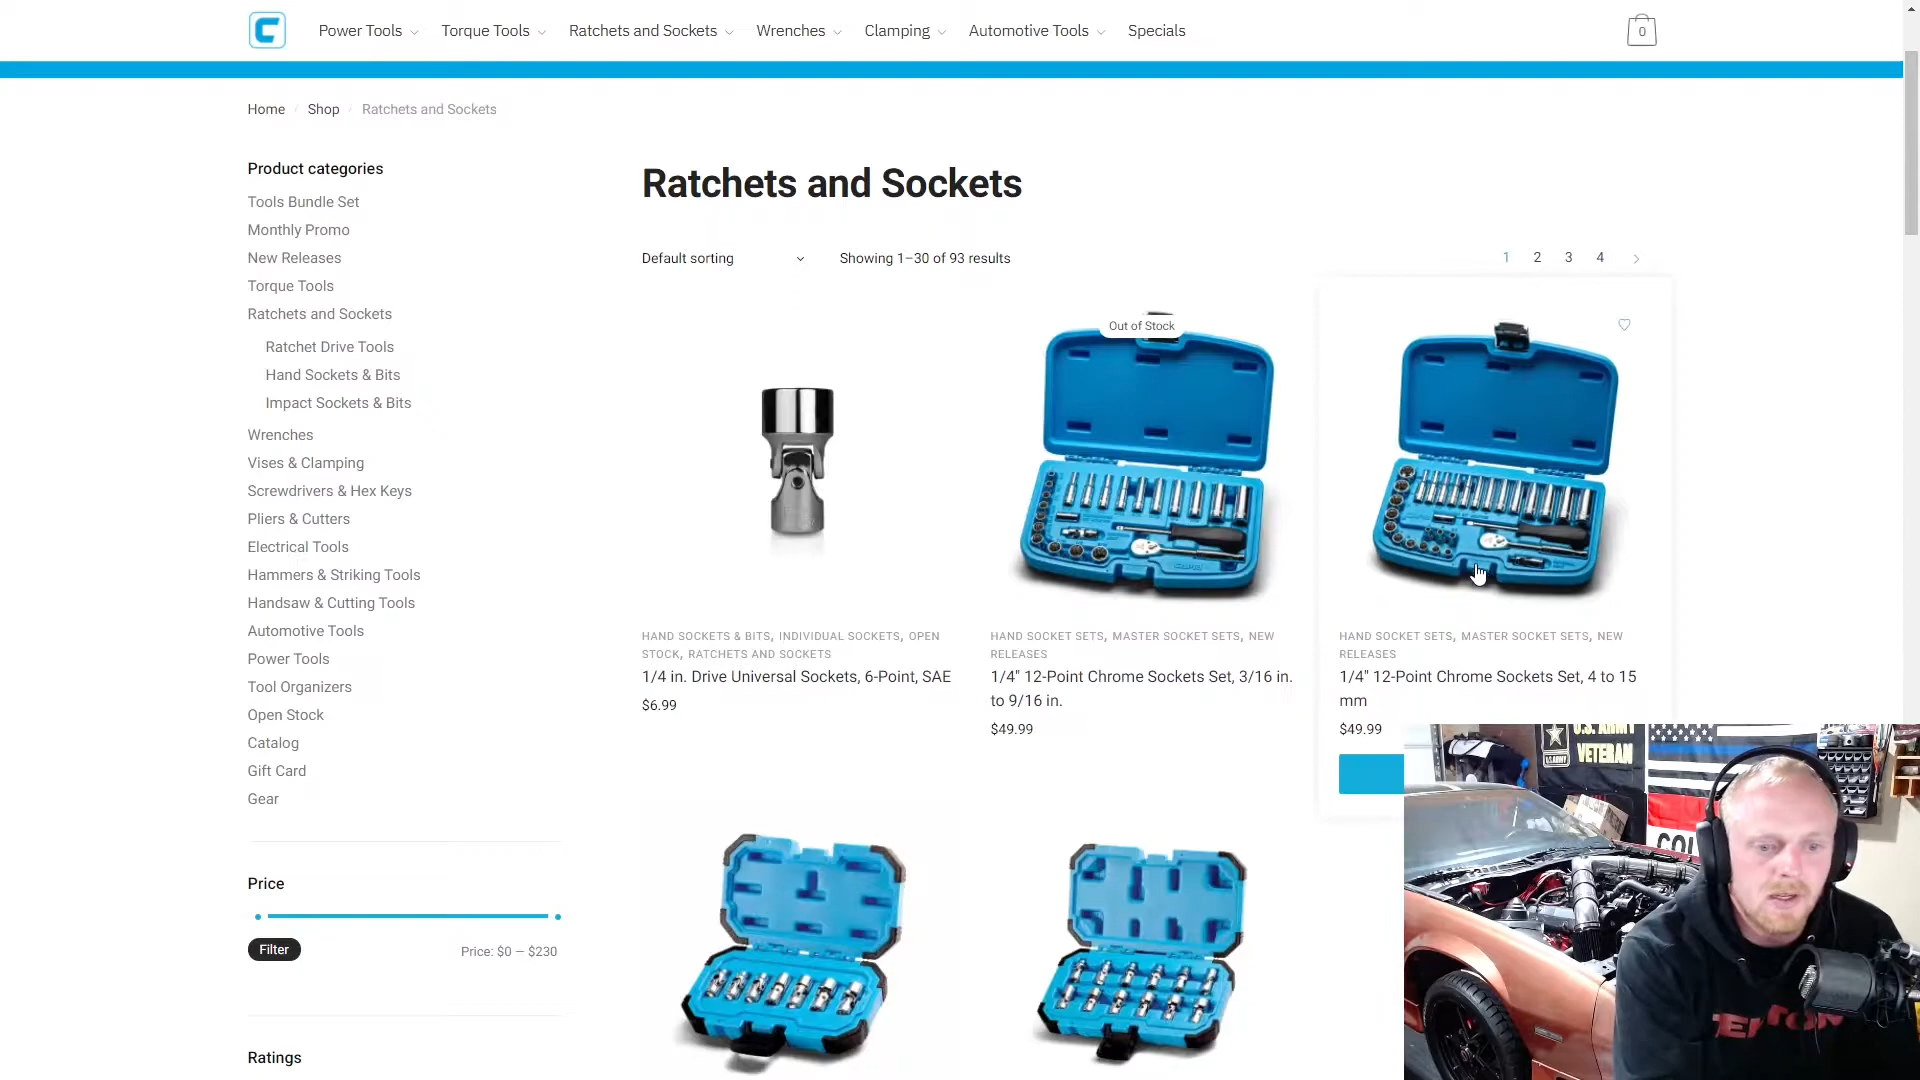 Power Tools
Torque Tools
Ratchets and Sockets
Wrenches
Clamping
Automotive Tools
Specials
0
Home / Shop / Ratchets and Sockets
Product categories
Tools Bundle Set
Monthly Promo
New Releases
Torque Tools
Ratchets and Sockets
Ratchet Drive Tools
Hand Sockets & Bits
Impact Sockets & Bits
Wrenches
Vises & Clamping
Screwdrivers & Hex Keys
Pliers & Cutters
Electrical Tools
Hammers & Striking Tools
Handsaw & Cutting Tools
Automotive Tools
Power Tools
Tool Organizers
Open Stock
Catalog
Gift Card
Gear
Price
Filter
Price: $0 — $230
Ratings
Ratchets and Sockets
Default sorting
Showing 1–30 of 93 results
1 2 3 4
HAND SOCKETS & BITS, INDIVIDUAL SOCKETS, OPEN
STOCK, RATCHETS AND SOCKETS
1/4 in. Drive Universal Sockets, 6-Point, SAE
$6.99
Out of Stock
HAND SOCKET SETS, MASTER SOCKET SETS, NEW
RELEASES
1/4" 12-Point Chrome Sockets Set, 3/16 in.
to 9/16 in.
$49.99
HAND SOCKET SETS, MASTER SOCKET SETS, NEW
RELEASES
1/4" 12-Point Chrome Sockets Set, 4 to 15
mm
$49.99
U.S. ARMY
VETERAN